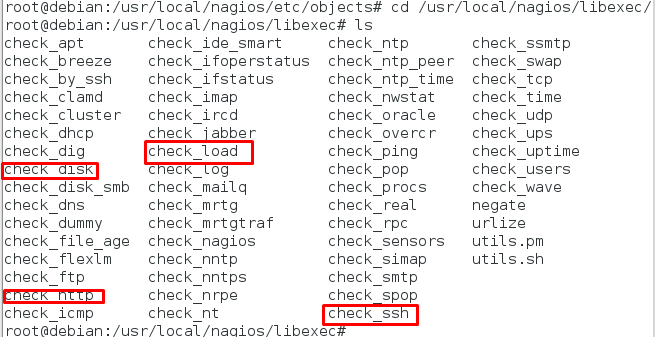 root@debian:/usr/local/nagios/etc/objects# cd /usr/local/nagios/libexec/
root@debian:/usr/local/nagios/libexec# ls
check_apt check_ide_smart check_ntp check_ssmtp
check_breeze check_ifoperstatus check_ntp_peer check_swap
check_by_ssh check_ifstatus check_ntp_time check_tcp
check_clamd check_imap check_nwstat check_time
check_cluster check_ircd check_oracle check_udp
check_dhcp check_jabber check_overcr check_ups
check_dig check_load check_ping check_uptime
check_disk check_log check_pop check_users
check_disk_smb check_mailq check_procs check_wave
check_dns check_mrtg check_real negate
check_dummy check_mrtgtraf check_rpc urlize
check_file_age check_nagios check_sensors utils.pm
check_flexlm check_nntp check_simap utils.sh
check_ftp check_nntps check_smtp
check_http check_nrpe check_spop
check_icmp check_nt check_ssh
root@debian:/usr/local/nagios/libexec#